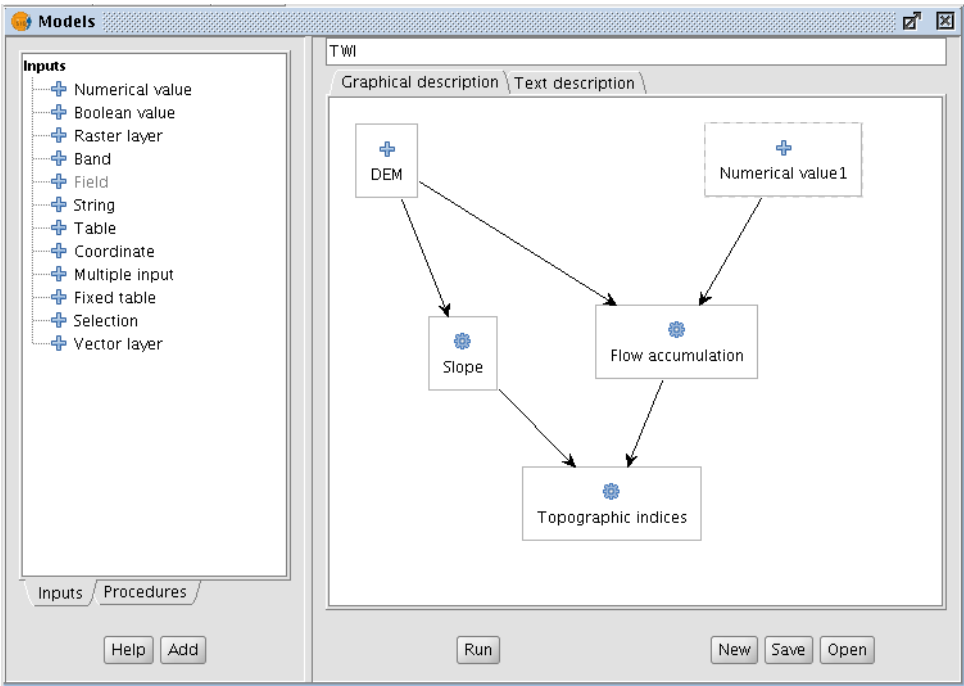 Models
Inputs
Numerical value
Boolean value
Raster layer
Band
Field
String
Table
Coordinate
Multiple input
Fixed table
Selection
Vector layer
Inputs
Procedures
Help
Add
TWI
Graphical description
Text description
DEM
Numerical value1
Slope
Flow accumulation
Topographic indices
Run
New
Save
Open